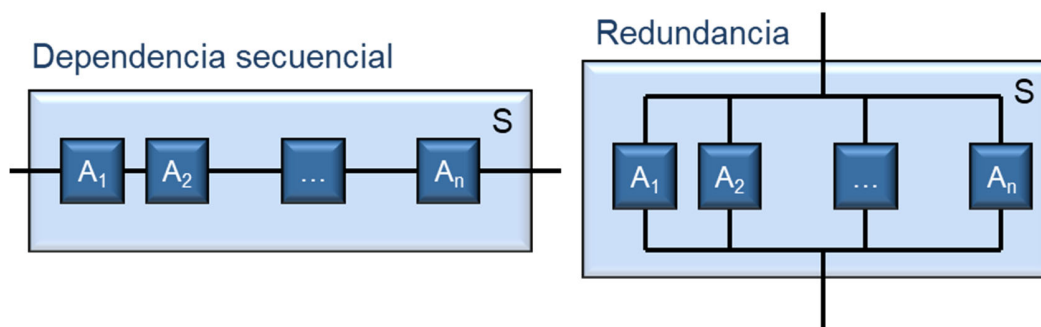 Dependencia secuencial
S
A₁ A₂ ... Aₙ
Redundancia
S
A₁ A₂ ... Aₙ